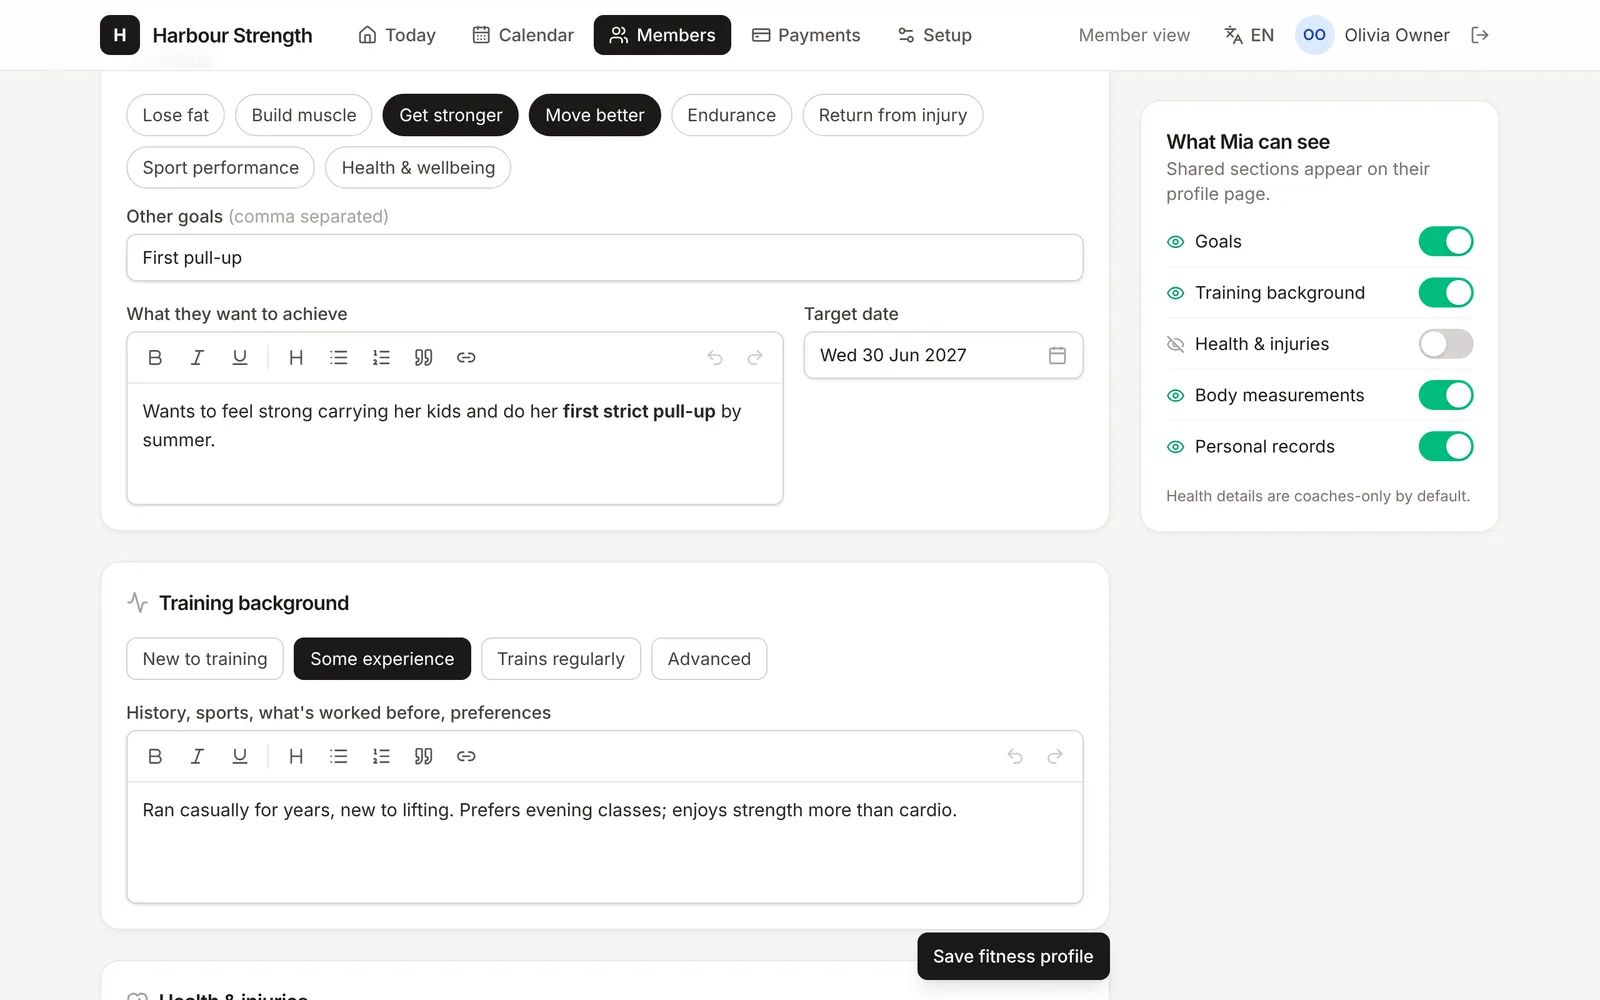 H Harbour Strength Today Calendar Members Payments Setup Member view EN OO Olivia Owner
Lose fat Build muscle Get stronger Move better Endurance Return from injury
Sport performance Health & wellbeing
Other goals (comma separated)
First pull-up
What they want to achieve
B I U H
Wants to feel strong carrying her kids and do her first strict pull-up by
summer.
Target date
Wed 30 Jun 2027
What Mia can see
Shared sections appear on their
profile page.
Goals
Training background
Health & injuries
Body measurements
Personal records
Health details are coaches-only by default.
Training background
New to training Some experience Trains regularly Advanced
History, sports, what's worked before, preferences
B I U H
Ran casually for years, new to lifting. Prefers evening classes; enjoys strength more than cardio.
Save fitness profile
Health & injuries